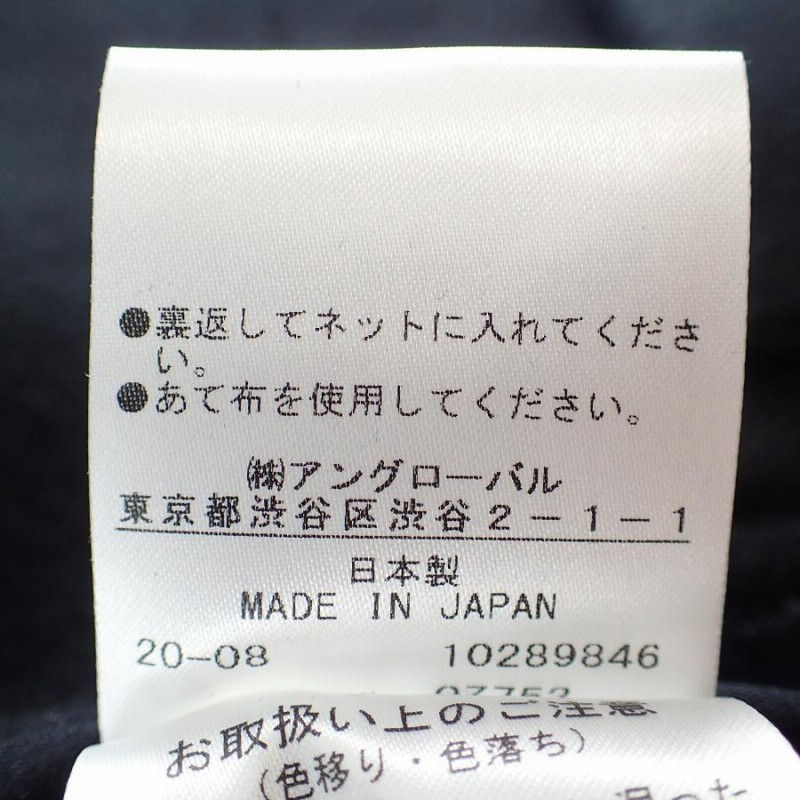 ●裏返してネットに入れてくださ
い。
●あて布を使用してください。
㈱アングローバル
東京都渋谷区渋谷2-1-1
日本製
MADE IN JAPAN
20-08 10289846
お取扱い上のご注意
(色移り・色落ち)